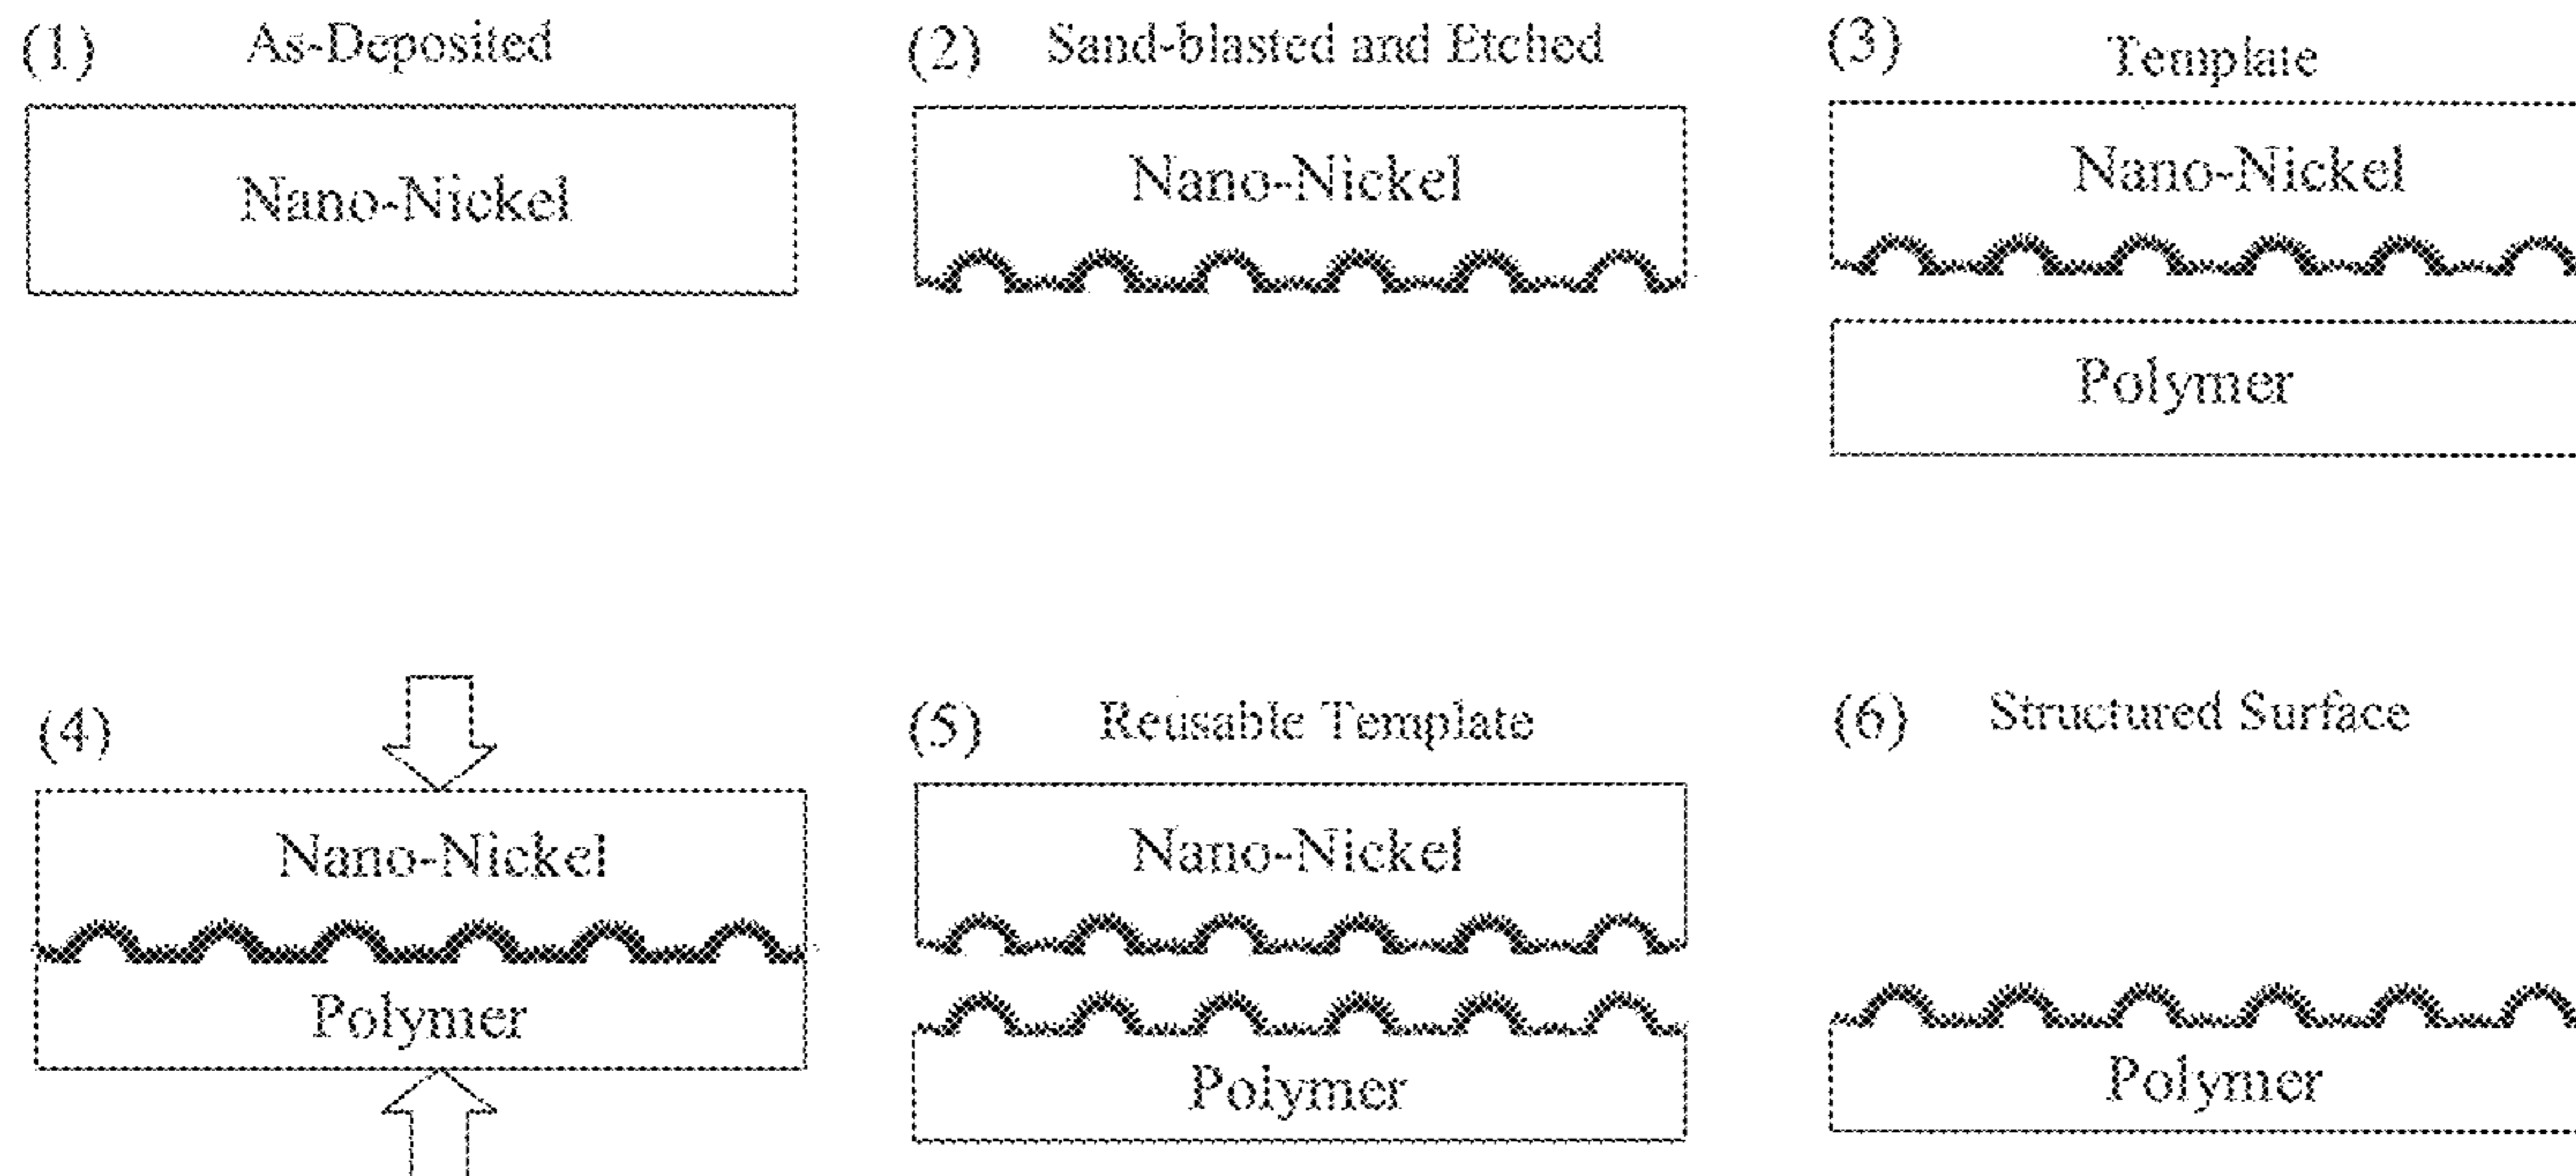 (1) As-Deposited
Nano-Nickel
(2) Sand-blasted and Etched
Nano-Nickel
(3) Template
Nano-Nickel
Polymer
(4)
Nano-Nickel
Polymer
(5) Reusable Template
Nano-Nickel
Polymer
(6) Structured Surface
Polymer